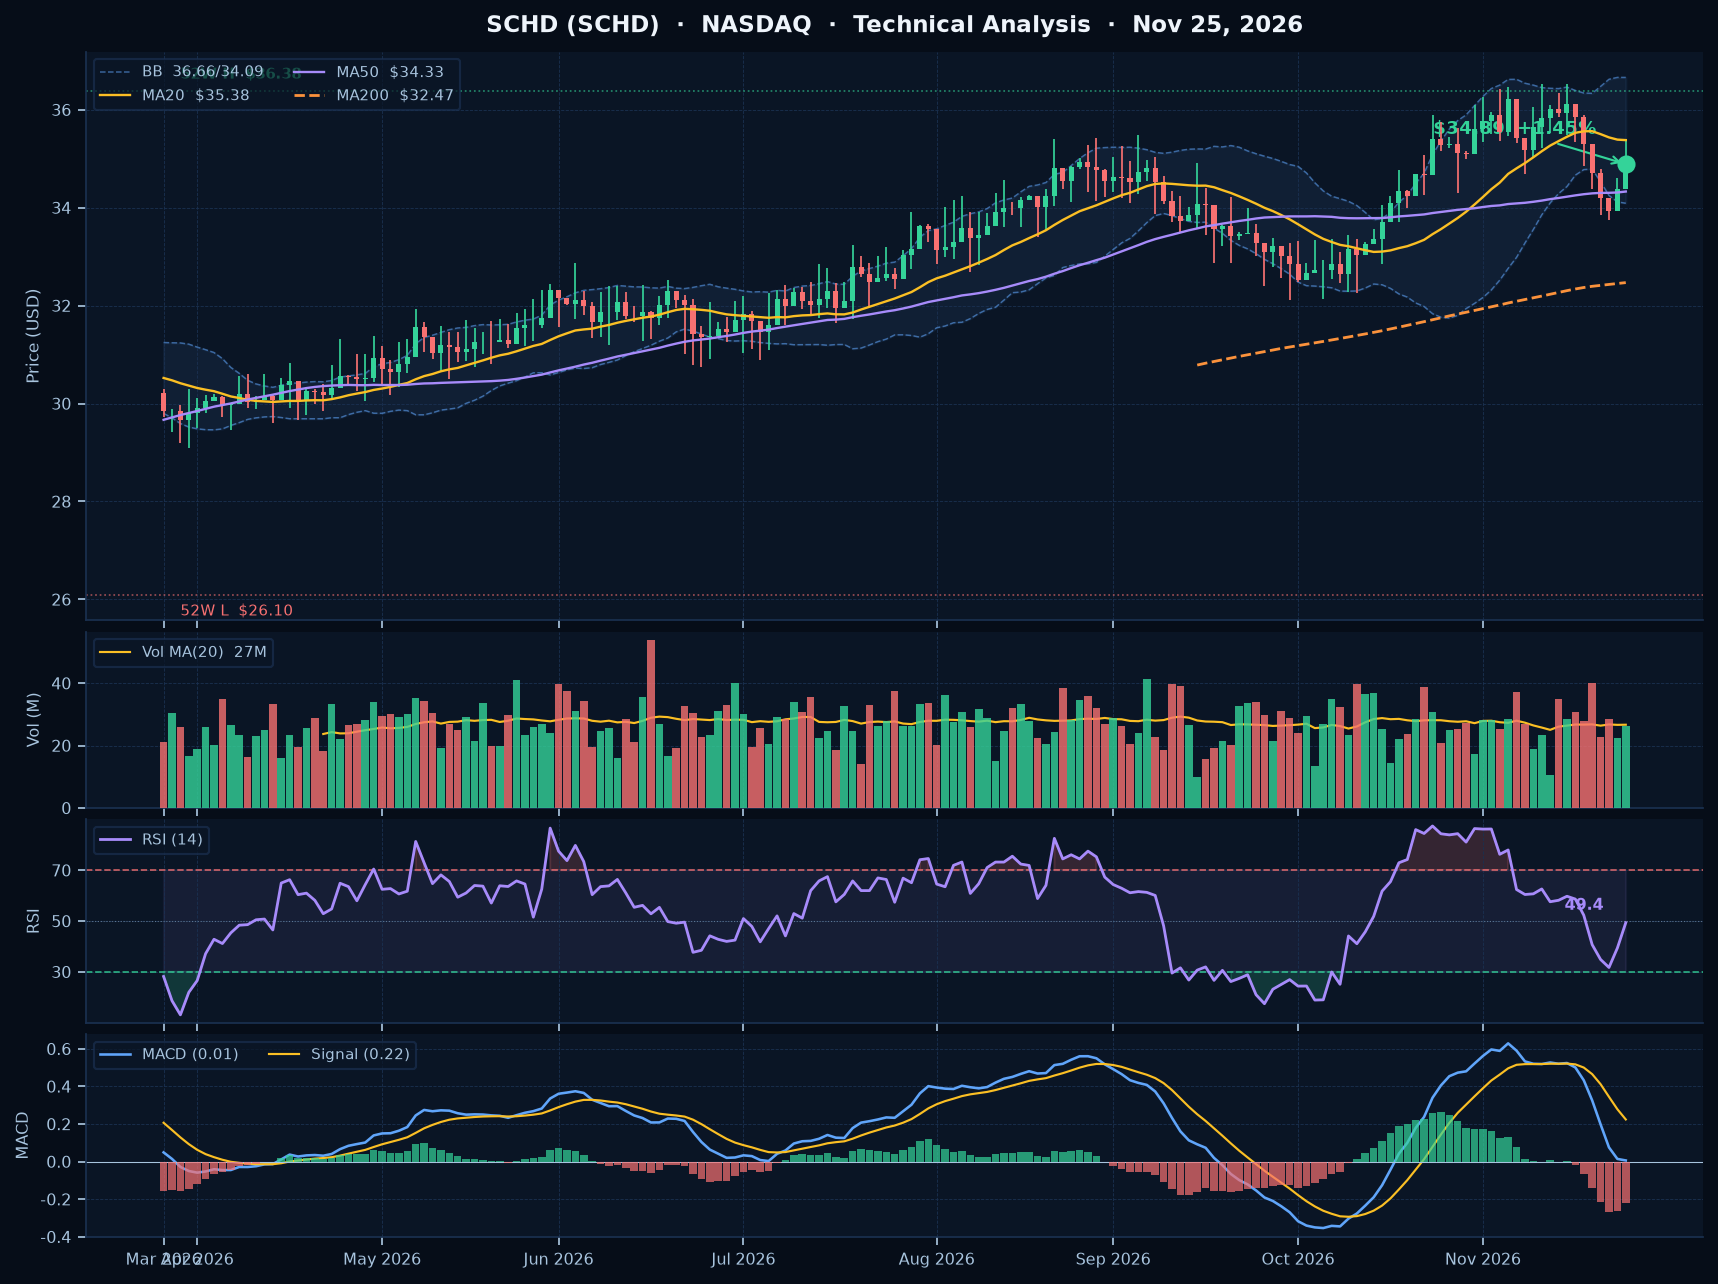 SCHD (SCHD) · NASDAQ · Technical Analysis · Nov 25, 2026
BB 36.66/34.09
MA50 $34.33
MA20 $35.38
MA200 $32.47
$36.38
$34.89 +1.45%
52W L $26.10
Price (USD)
36
34
32
30
28
26
Vol MA(20) 27M
Vol (M)
40
20
0
RSI (14)
RSI
70
50
30
49.4
MACD (0.01)
Signal (0.22)
MACD
0.6
0.4
0.2
0.0
-0.2
-0.4
Mar 2026
Apr 2026
May 2026
Jun 2026
Jul 2026
Aug 2026
Sep 2026
Oct 2026
Nov 2026